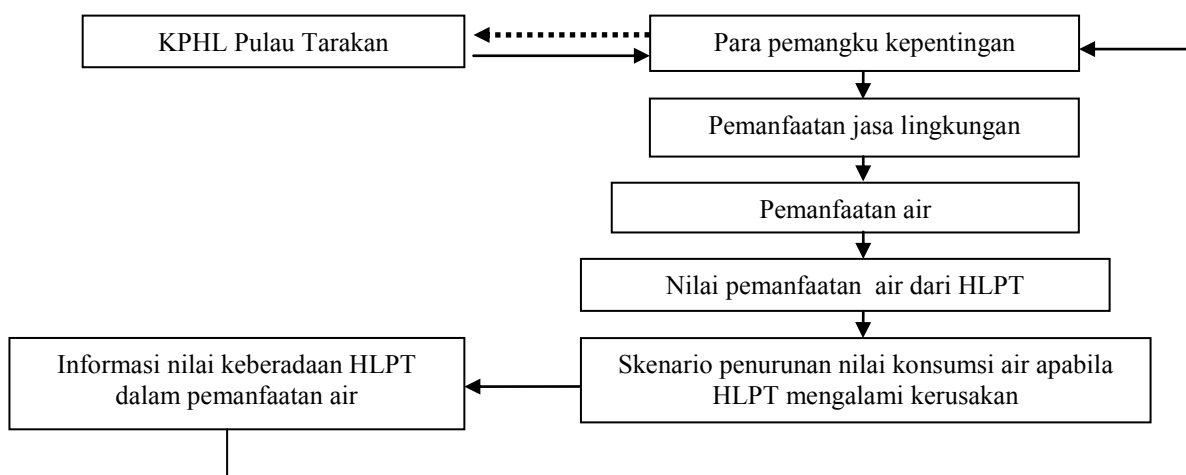 KPHL Pulau Tarakan
Para pemangku kepentingan
Pemanfaatan jasa lingkungan
Pemanfaatan air
Nilai pemanfaatan air dari HLPT
Informasi nilai keberadaan HLPT
dalam pemanfaatan air
Skenario penurunan nilai konsumsi air apabila
HLPT mengalami kerusakan